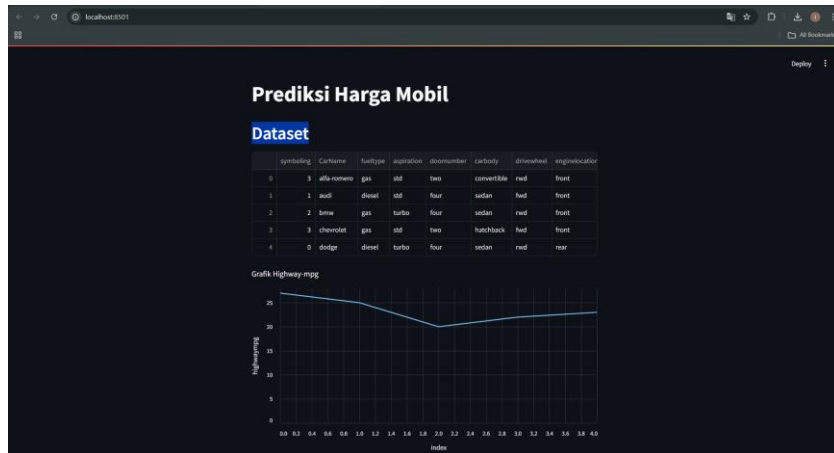 localhost:8501
All Bookmark
Deploy
Prediksi Harga Mobil
Dataset
symboling CarName fueltype aspiration doornumber carbody drivewheel enginelocation
0 3 alfa-romero gas std two convertible rwd front
1 1 audi diesel std four sedan fwd front
2 2 bmw gas turbo four sedan rwd front
3 3 chevrolet gas std two hatchback fwd front
4 0 dodge diesel turbo four sedan rwd rear
Grafik Highway-mpg
25
20
15
10
5
0
highwaympg
0.0 0.2 0.4 0.6 0.8 1.0 1.2 1.4 1.6 1.8 2.0 2.2 2.4 2.6 2.8 3.0 3.2 3.4 3.6 3.8 4.0
index